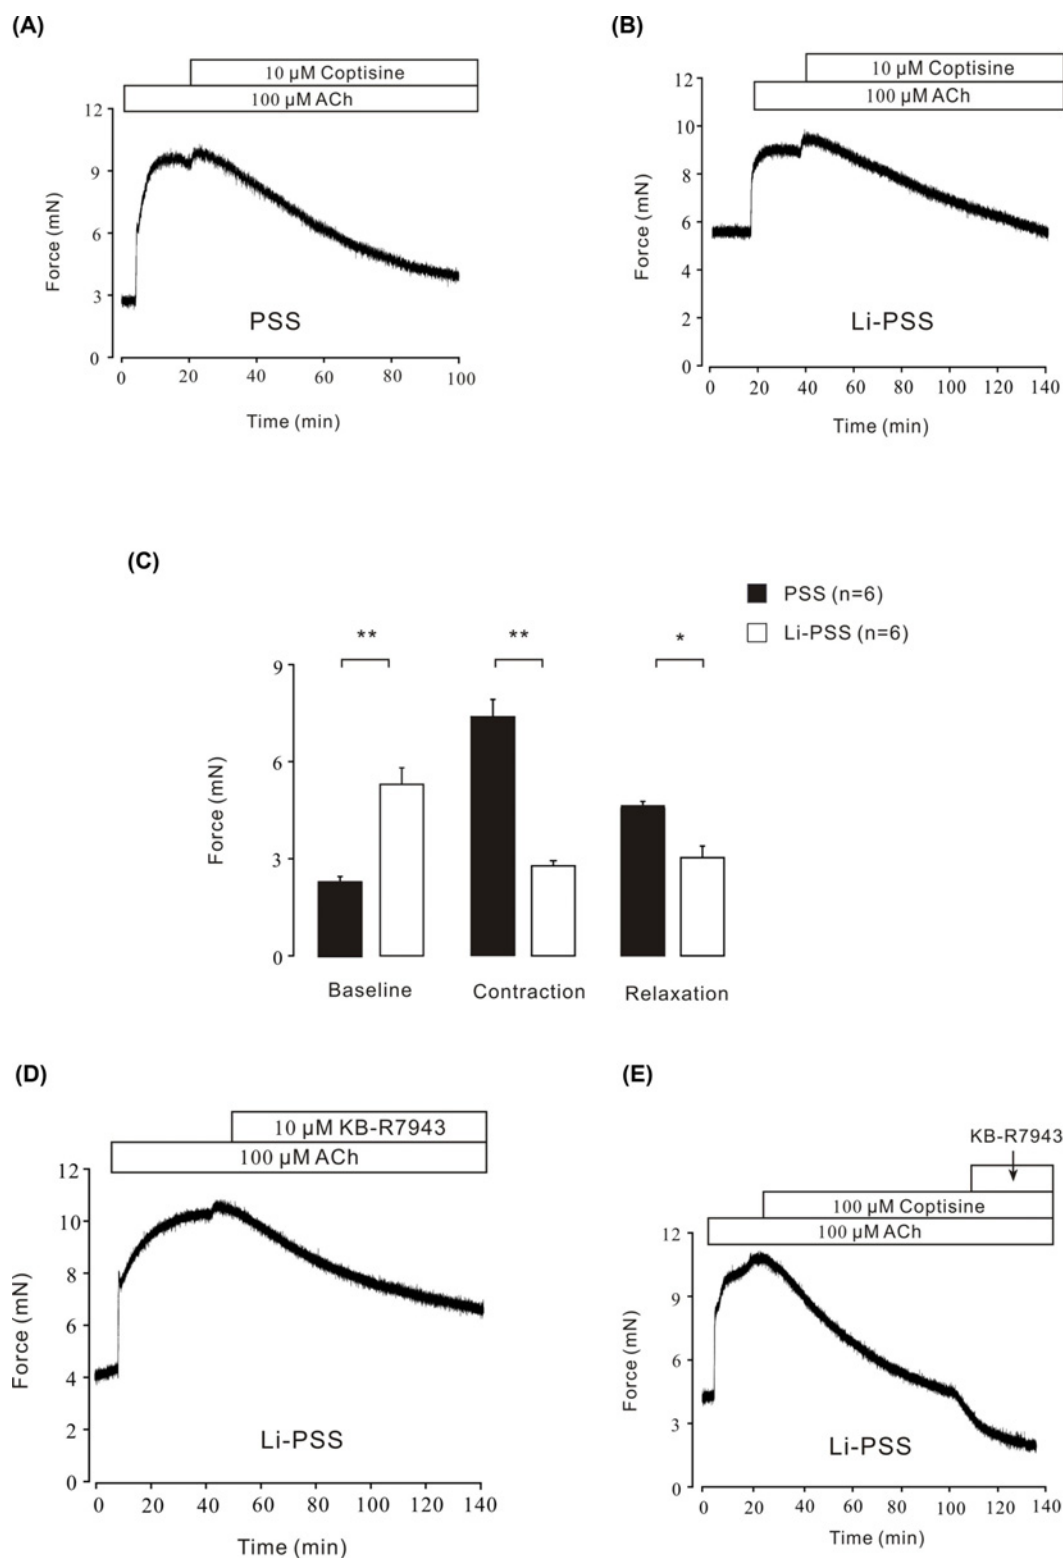 (A)
10 µM Coptisine
100 µM ACh
12
9
6
3
0
Force (mN)
PSS
0 20 40 60 80 100
Time (min)
(B)
10 µM Coptisine
100 µM ACh
12
10
8
6
4
2
0
Force (mN)
Li-PSS
0 20 40 60 80 100 120 140
Time (min)
(C)
PSS (n=6)
Li-PSS (n=6)
** ** *
9
6
3
0
Force (mN)
Baseline Contraction Relaxation
(D)
10 µM KB-R7943
100 µM ACh
12
10
8
6
4
2
0
Force (mN)
Li-PSS
0 20 40 60 80 100 120 140
Time (min)
(E)
KB-R7943
100 µM Coptisine
100 µM ACh
12
9
6
3
0
Force (mN)
Li-PSS
0 20 40 60 80 100 120 140
Time (min)